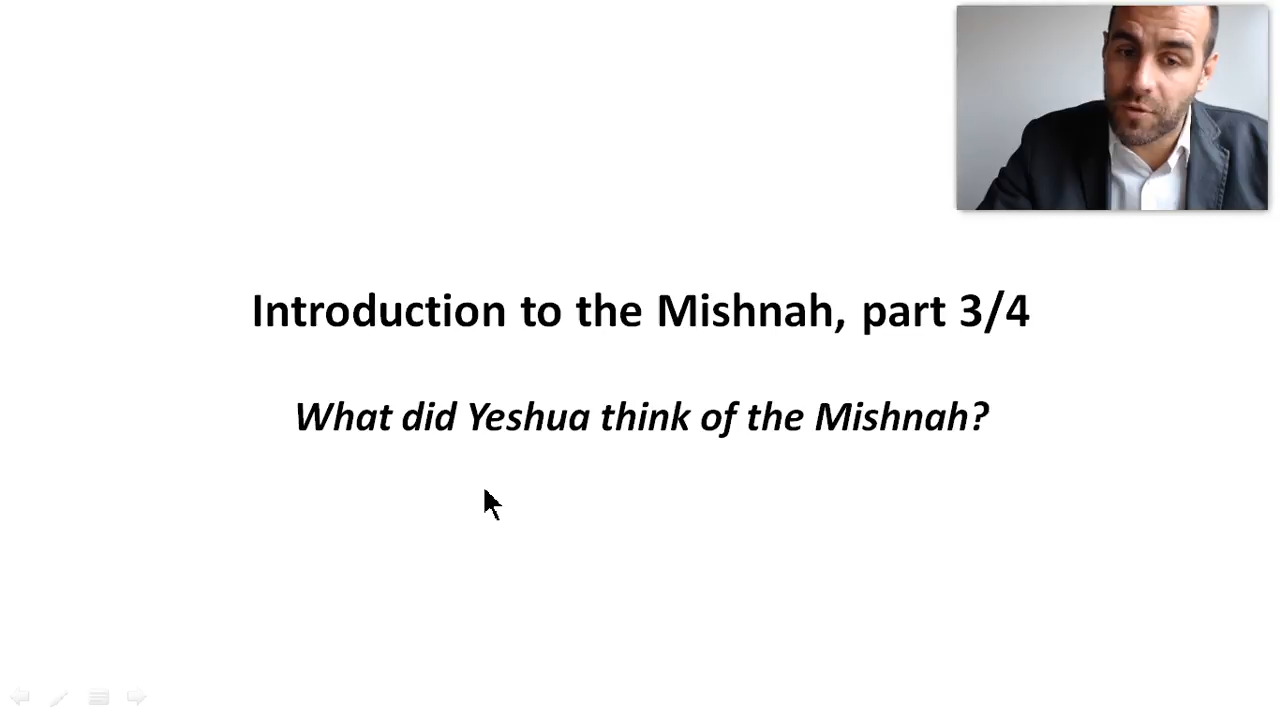 Introduction to the Mishnah, part 3/4
What did Yeshua think of the Mishnah?